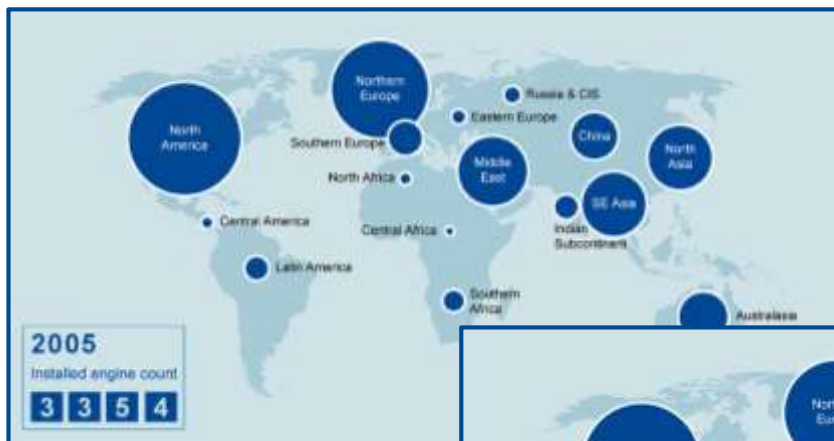 Northern
Europe
Russia & CIS
North
America
Eastern Europe
Southern Europe
China
North
Asia
Middle
East
North Africa
SE Asia
Central America
Central Africa
Indian
Subcontinent
Latin America
Southern
Africa
Australasia
2005
Installed engine count
3 3 5 4